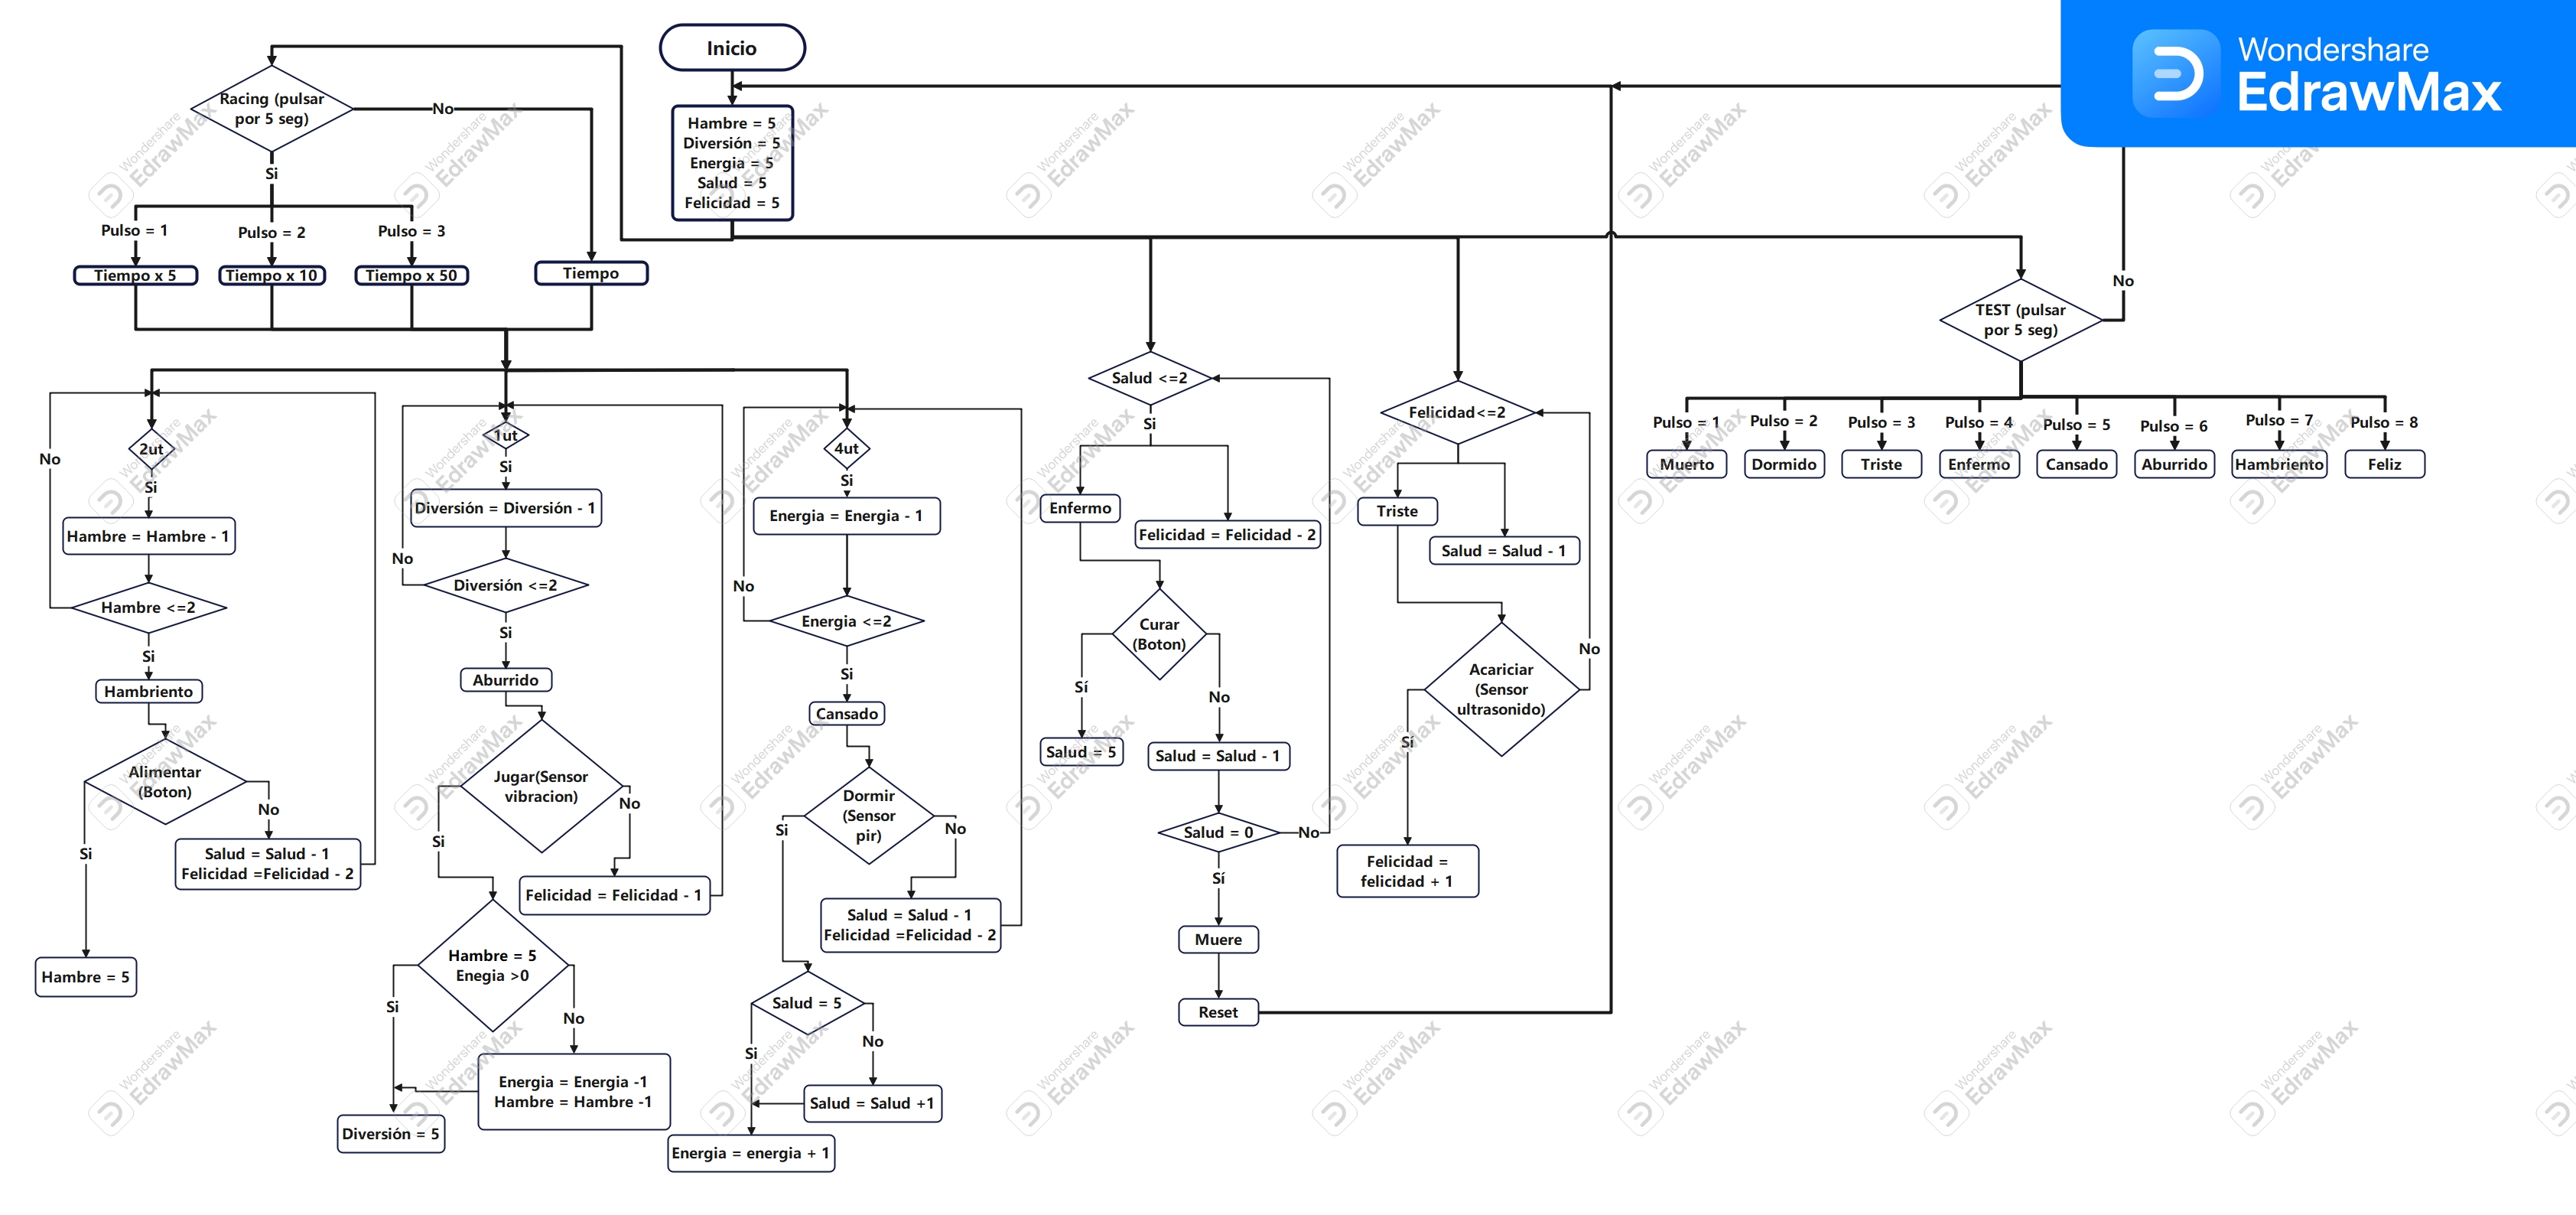 Wondershare
EdrawMax
Inicio
Hambre = 5
Diversión = 5
Energia = 5
Salud = 5
Felicidad = 5
Racing (pulsar
por 5 seg)
No
Si
Pulso = 1
Pulso = 2
Pulso = 3
Tiempo x 5
Tiempo x 10
Tiempo x 50
Tiempo
2ut
No
Si
Hambre = Hambre - 1
Hambre <=2
Si
Hambriento
Alimentar
(Boton)
No
Si
Salud = Salud - 1
Felicidad =Felicidad - 2
Hambre = 5
1ut
Si
Diversión = Diversión - 1
No
Diversión <=2
Si
Aburrido
Jugar(Sensor
vibracion)
No
Si
Felicidad = Felicidad - 1
Hambre = 5
Enegia >0
Si
No
Energia = Energia -1
Hambre = Hambre -1
Diversión = 5
4ut
Si
Energia = Energia - 1
No
Energia <=2
Si
Cansado
Dormir
(Sensor
pir)
Si
No
Salud = Salud - 1
Felicidad =Felicidad - 2
Salud = 5
Si
No
Salud = Salud +1
Energia = energia + 1
Salud <=2
Si
Enfermo
Felicidad = Felicidad - 2
Curar
(Boton)
Sí
No
Salud = 5
Salud = Salud - 1
Salud = 0
No
Sí
Muere
Reset
Felicidad<=2
Triste
Salud = Salud - 1
No
Acariciar
(Sensor
ultrasonido)
Sí
Felicidad =
felicidad + 1
No
TEST (pulsar
por 5 seg)
Pulso = 1
Pulso = 2
Pulso = 3
Pulso = 4
Pulso = 5
Pulso = 6
Pulso = 7
Pulso = 8
Muerto
Dormido
Triste
Enfermo
Cansado
Aburrido
Hambriento
Feliz